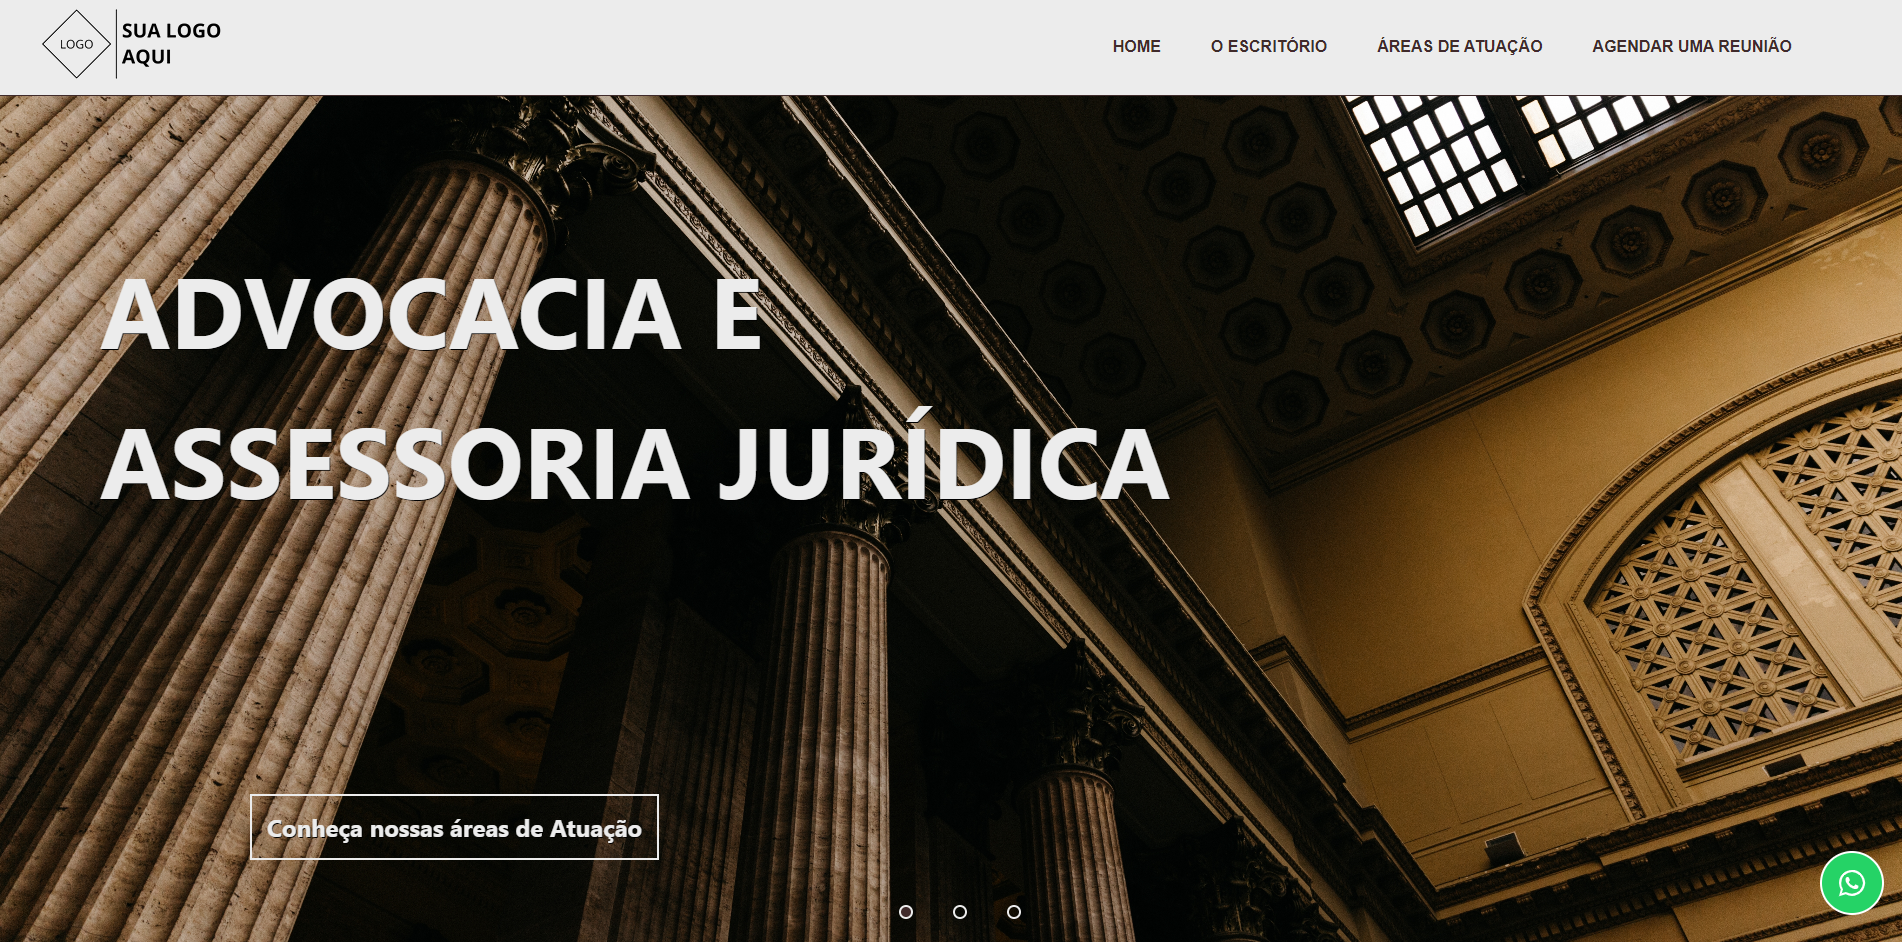 LOGO
SUA LOGO
AQUI
HOME
O ESCRITÓRIO
ÁREAS DE ATUAÇÃO
AGENDAR UMA REUNIÃO
ADVOCACIA E
ASSESSORIA JURÍDICA
Conheça nossas áreas de Atuação